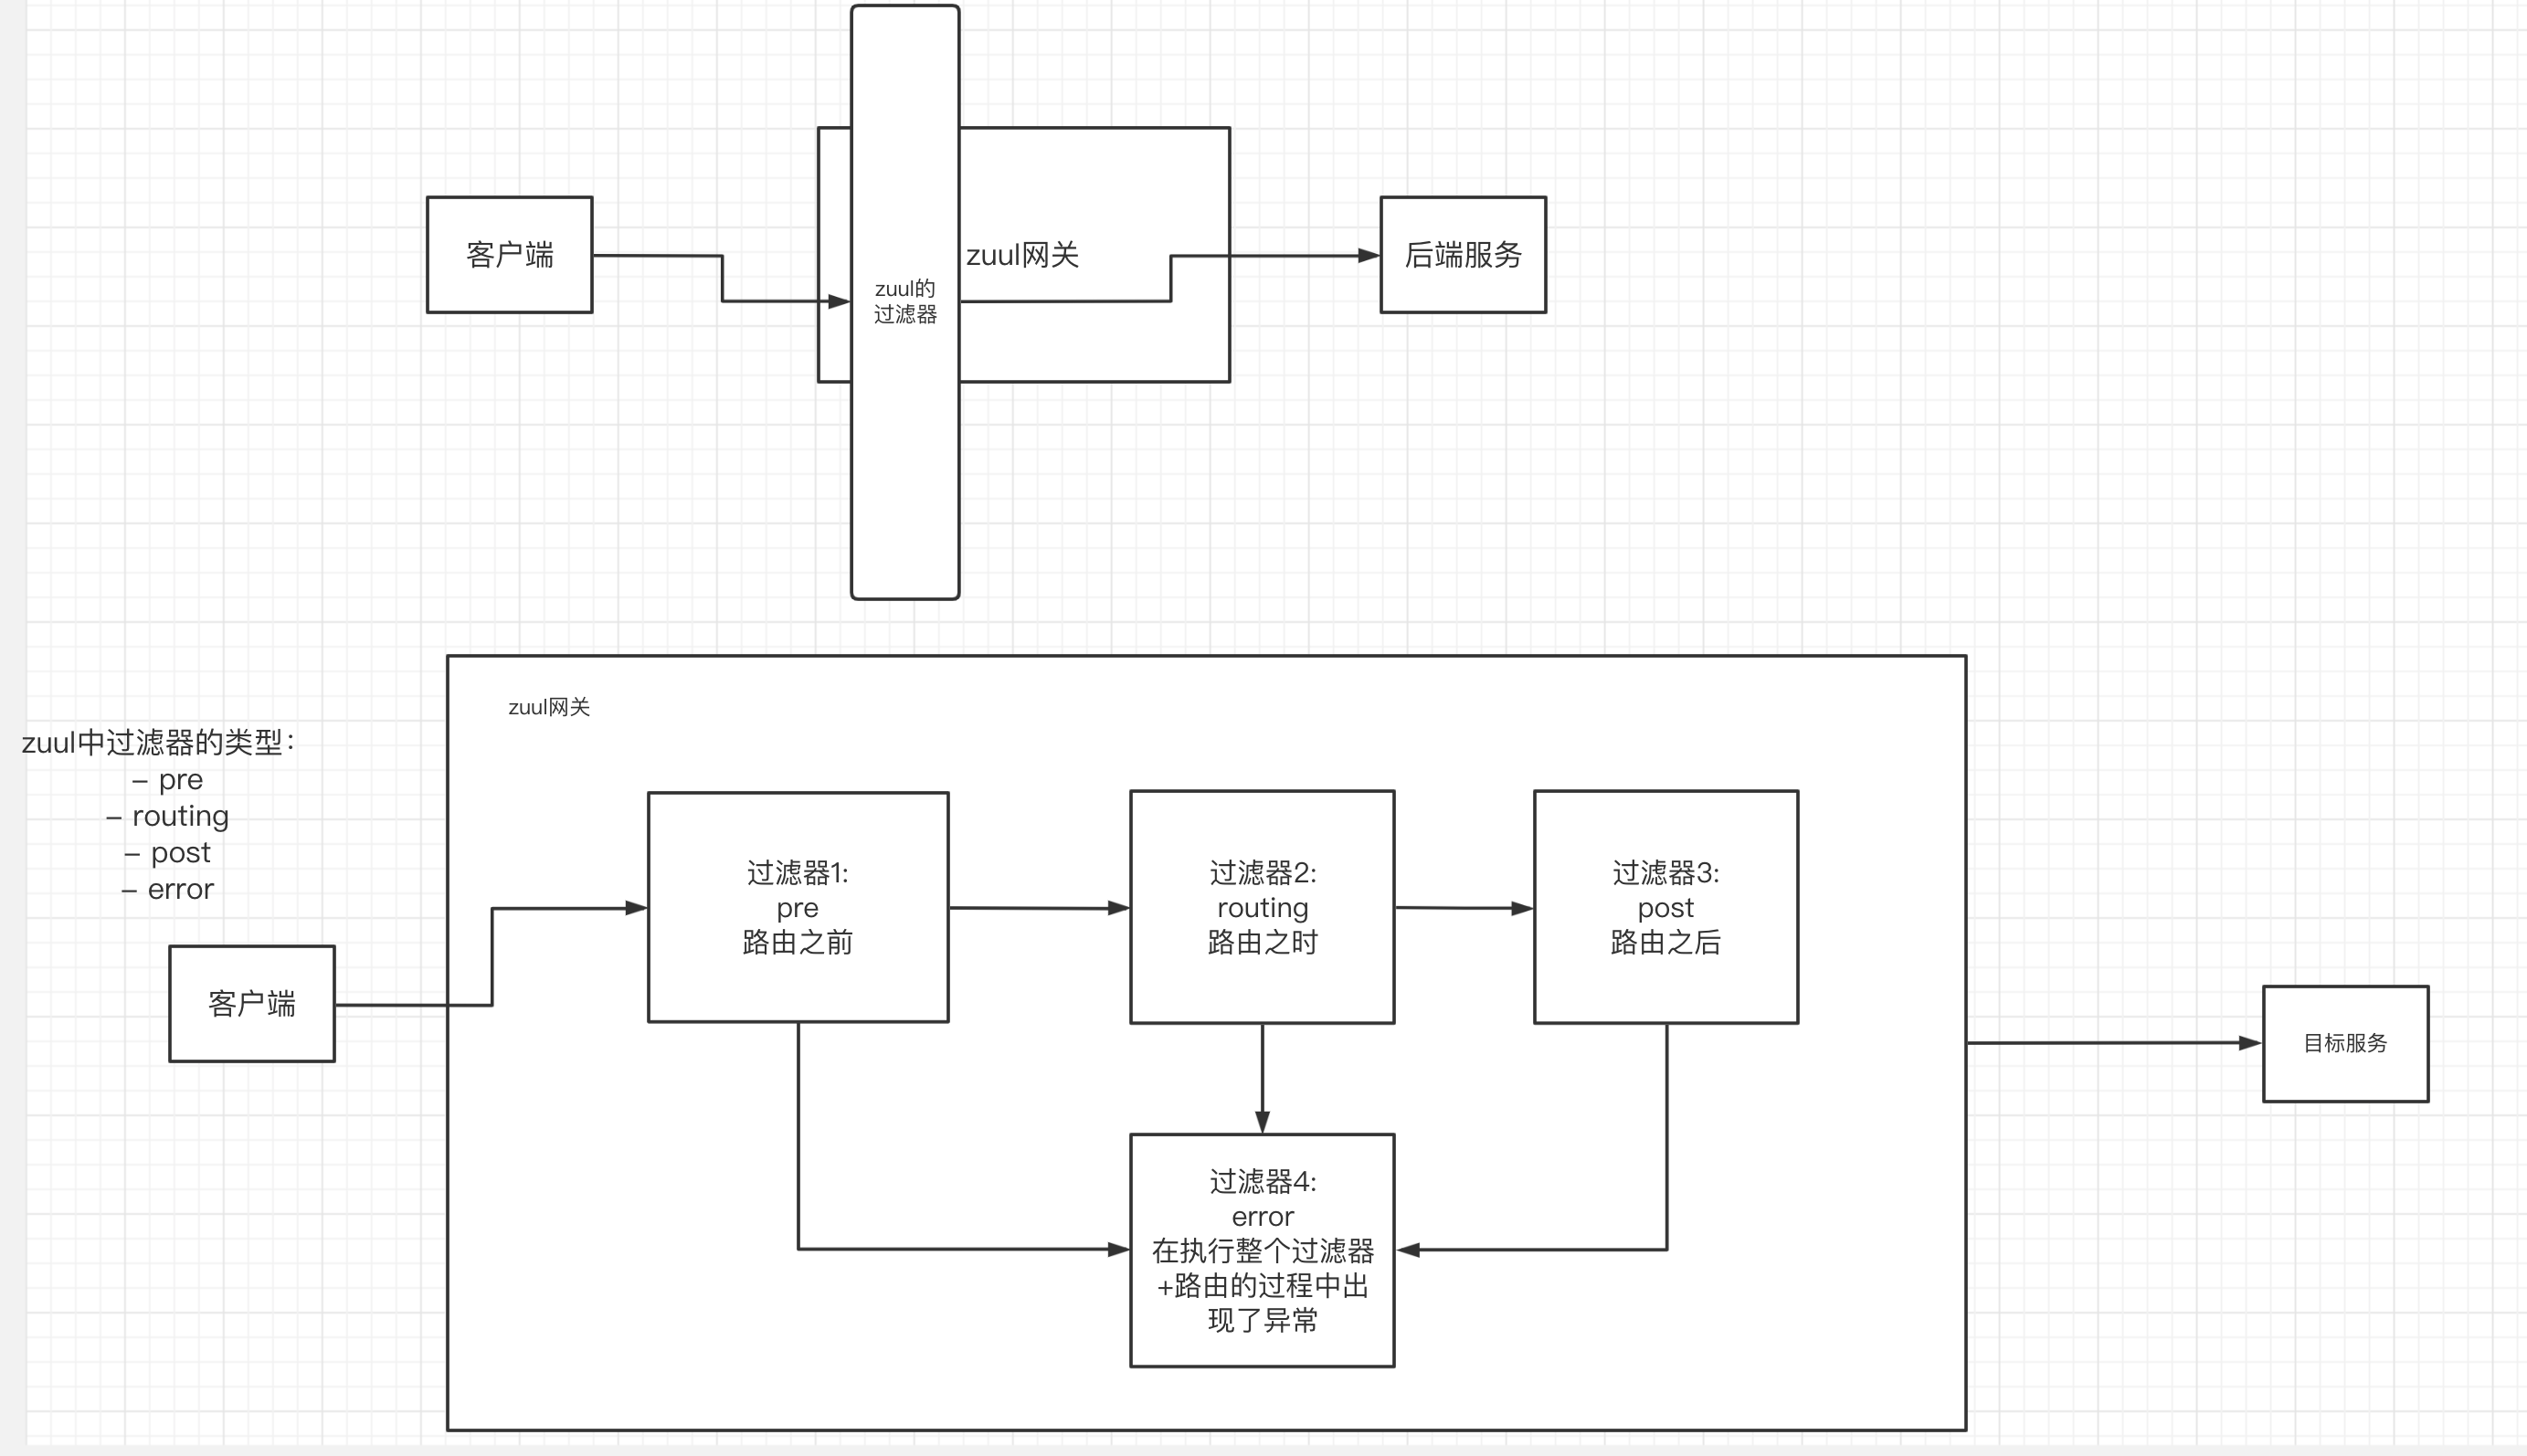 客户端
zuul的
过滤器
zuul网关
后端服务
zuul网关
zuul中过滤器的类型：
– pre
– routing
– post
– error
客户端
过滤器1:
pre
路由之前
过滤器2:
routing
路由之时
过滤器3:
post
路由之后
过滤器4:
error
在执行整个过滤器
+路由的过程中出
现了异常
目标服务